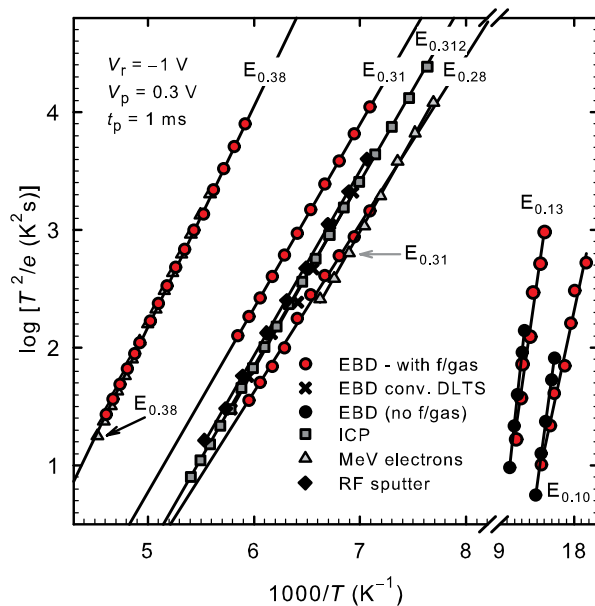 V_r = −1 V
V_p = 0.3 V
t_p = 1 ms
E_0.38
E_0.31
E_0.312
E_0.28
E_0.13
E_0.31
E_0.38
E_0.10
EBD - with f/gas
EBD conv. DLTS
EBD (no f/gas)
ICP
MeV electrons
RF sputter
log [T^2/e (K^2s)]
4
3
2
1
5 6 7 8 9 18
1000/T (K^−1)